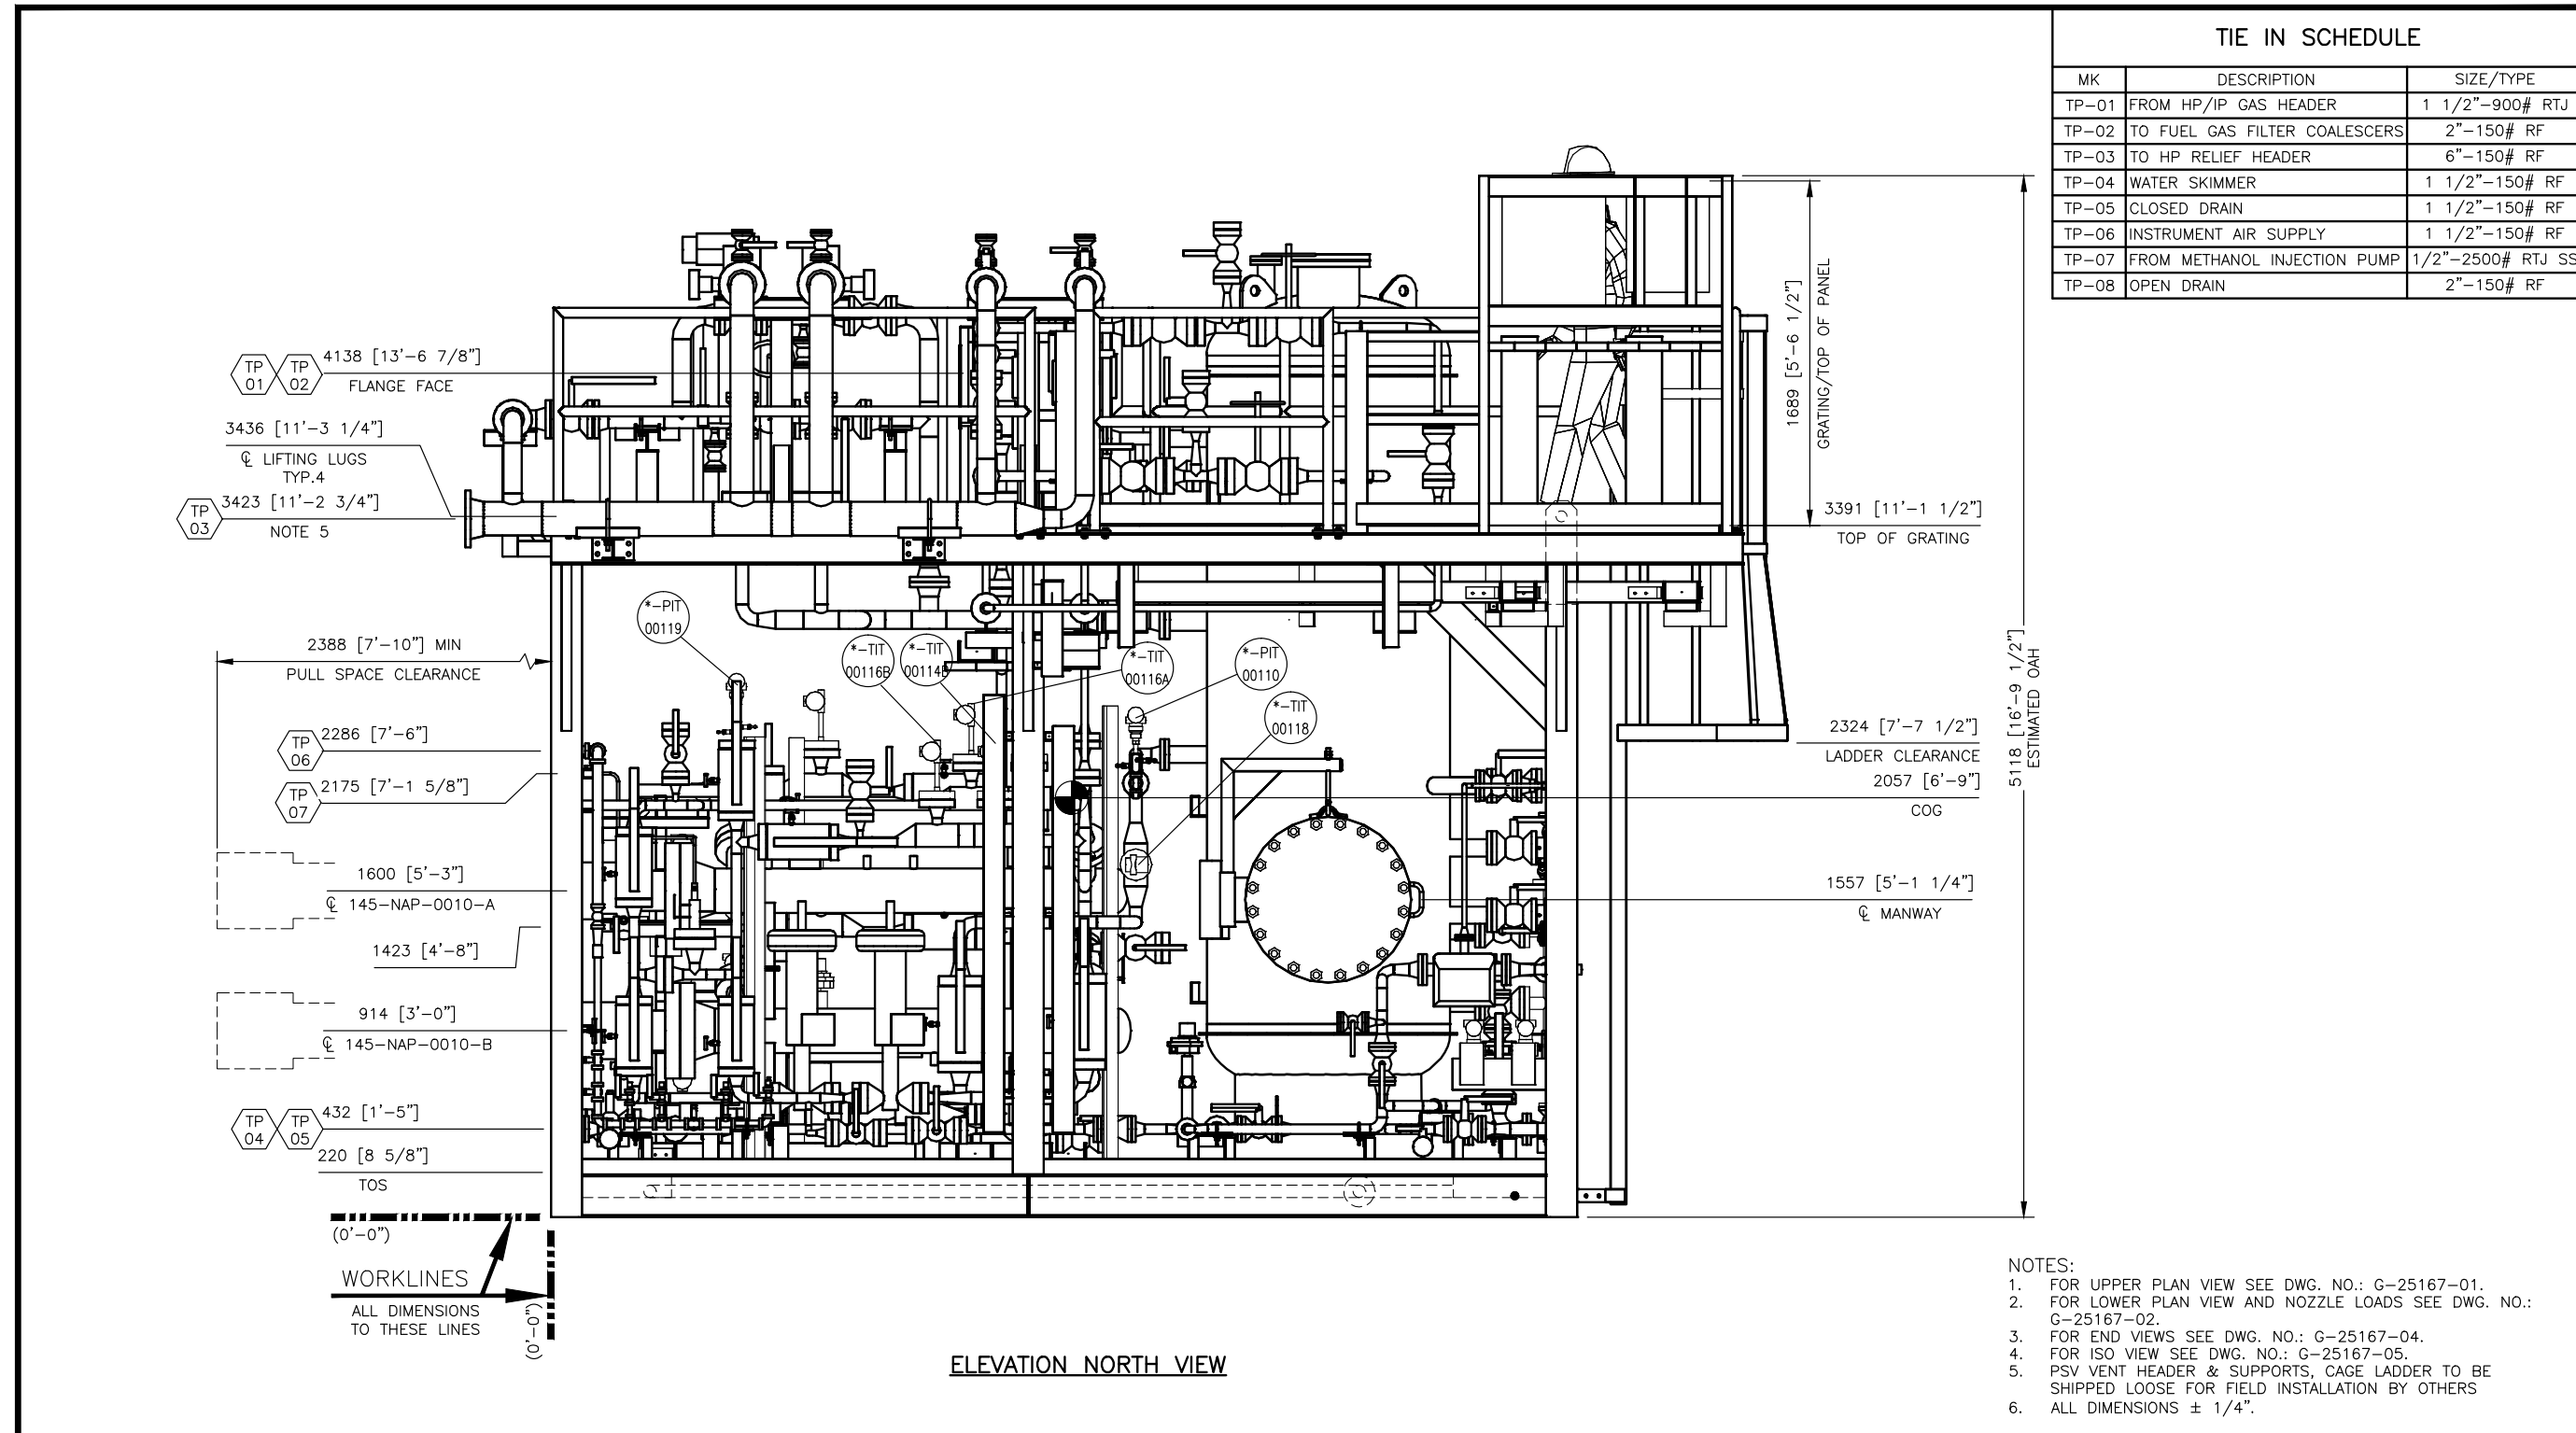 TIE IN SCHEDULE
MK DESCRIPTION SIZE/TYPE
TP-01 FROM HP/IP GAS HEADER 1 1/2"-900# RTJ
TP-02 TO FUEL GAS FILTER COALESCERS 2"-150# RF
TP-03 TO HP RELIEF HEADER 6"-150# RF
TP-04 WATER SKIMMER 1 1/2"-150# RF
TP-05 CLOSED DRAIN 1 1/2"-150# RF
TP-06 INSTRUMENT AIR SUPPLY 1 1/2"-150# RF
TP-07 FROM METHANOL INJECTION PUMP 1/2"-2500# RTJ SS
TP-08 OPEN DRAIN 2"-150# RF
TP 01
TP 02
4138 [13'-6 7/8"]
FLANGE FACE
3436 [11'-3 1/4"]
℄ LIFTING LUGS
TYP.4
TP 03
3423 [11'-2 3/4"]
NOTE 5
2388 [7'-10"] MIN
PULL SPACE CLEARANCE
TP 06
2286 [7'-6"]
TP 07
2175 [7'-1 5/8"]
1600 [5'-3"]
℄ 145-NAP-0010-A
1423 [4'-8"]
914 [3'-0"]
℄ 145-NAP-0010-B
TP 04
TP 05
432 [1'-5"]
220 [8 5/8"]
TOS
(0'-0")
WORKLINES
ALL DIMENSIONS
TO THESE LINES
(0'-0")
*-PIT
00119
*-TIT
00116B
*-TIT
00114B
*-TIT
00116A
*-PIT
00110
*-TIT
00118
1689 [5'-6 1/2"]
GRATING/TOP OF PANEL
3391 [11'-1 1/2"]
TOP OF GRATING
5118 [16'-9 1/2"]
ESTIMATED OAH
2324 [7'-7 1/2"]
LADDER CLEARANCE
2057 [6'-9"]
COG
1557 [5'-1 1/4"]
℄ MANWAY
ELEVATION NORTH VIEW
NOTES:
1. FOR UPPER PLAN VIEW SEE DWG. NO.: G-25167-01.
2. FOR LOWER PLAN VIEW AND NOZZLE LOADS SEE DWG. NO.:
G-25167-02.
3. FOR END VIEWS SEE DWG. NO.: G-25167-04.
4. FOR ISO VIEW SEE DWG. NO.: G-25167-05.
5. PSV VENT HEADER & SUPPORTS, CAGE LADDER TO BE
SHIPPED LOOSE FOR FIELD INSTALLATION BY OTHERS
6. ALL DIMENSIONS ± 1/4".